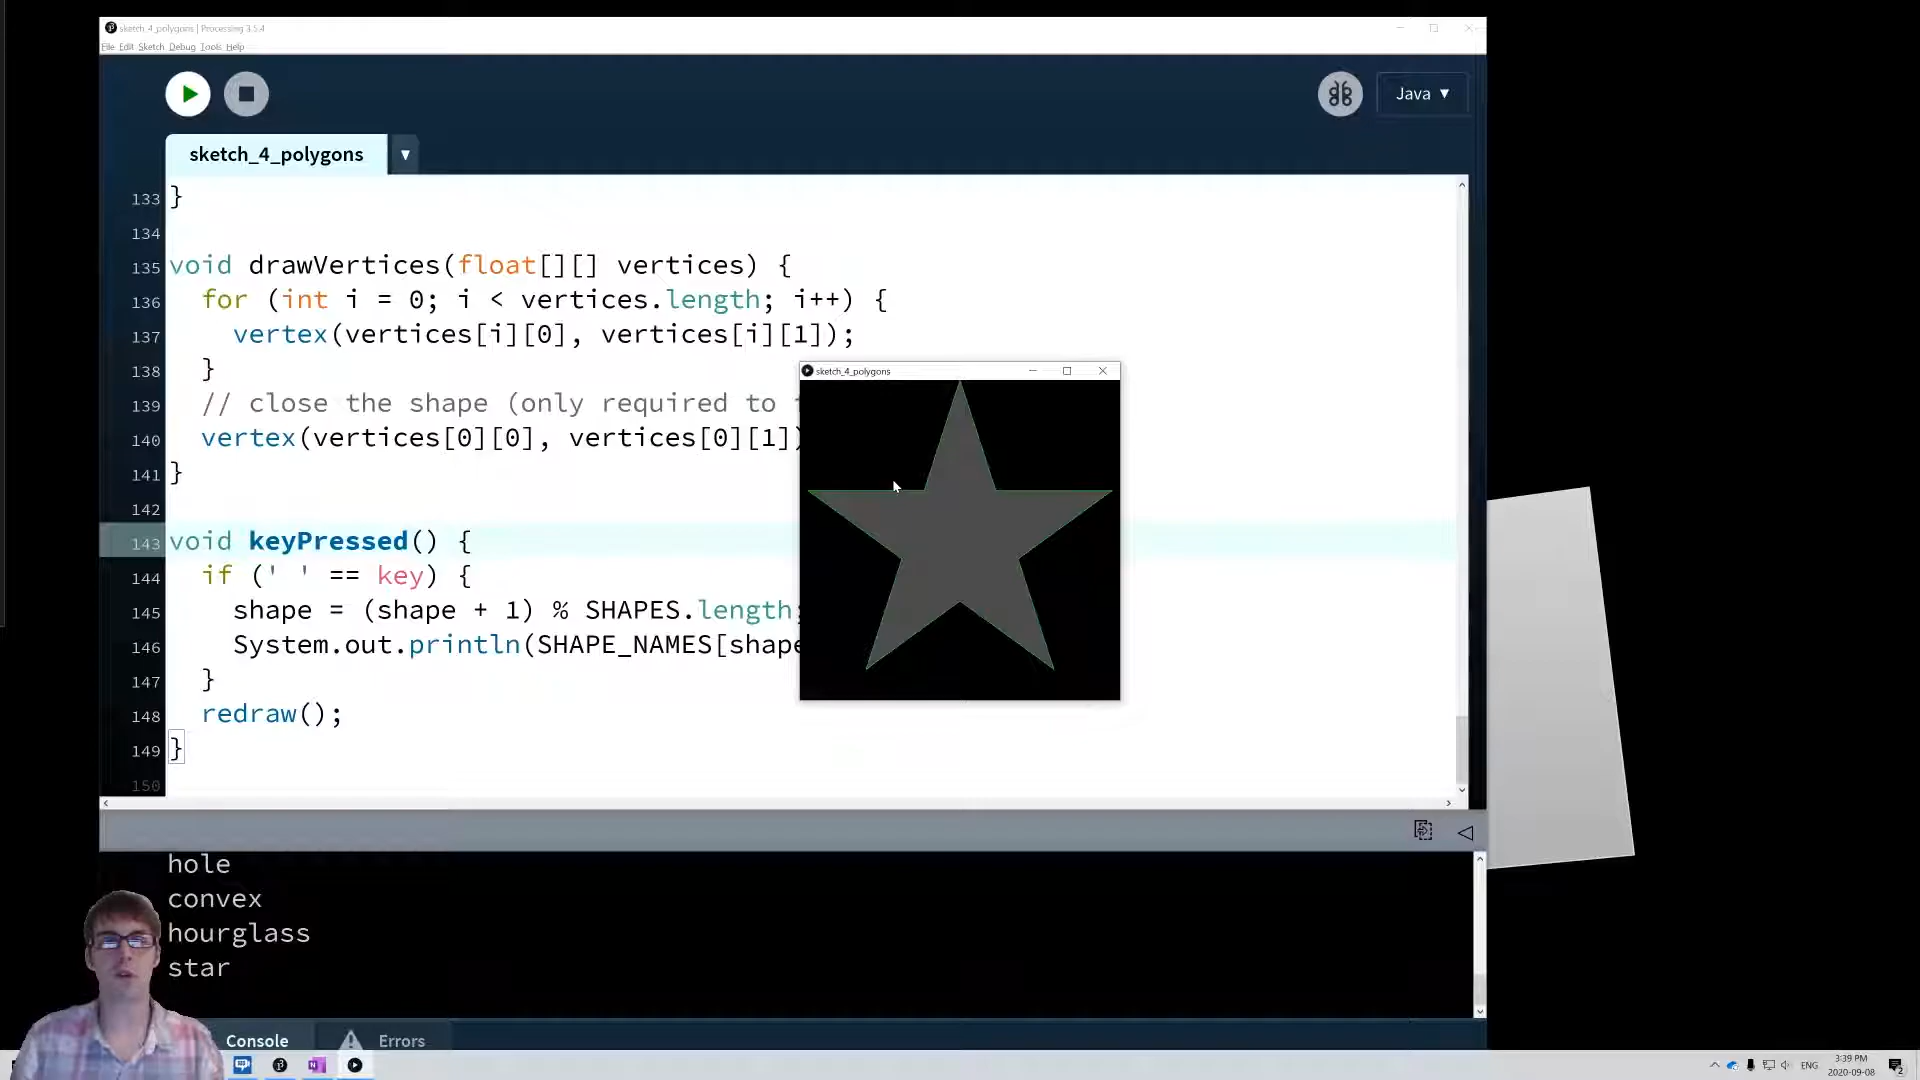 sketch_4_polygons | Processing 3.5.4
File Edit Sketch Debug Tools Help
Java ▼
sketch_4_polygons ▼
133 }
134
135 void drawVertices(float[][] vertices) {
136 for (int i = 0; i < vertices.length; i++) {
137 vertex(vertices[i][0], vertices[i][1]);
138 }
139 // close the shape (only required to
140 vertex(vertices[0][0], vertices[0][1])
141 }
142
143 void keyPressed() {
144 if (' ' == key) {
145 shape = (shape + 1) % SHAPES.length;
146 System.out.println(SHAPE_NAMES[shape
147 }
148 redraw();
149 }
150
sketch_4_polygons
hole
convex
hourglass
star
Console Errors
ENG
3:39 PM
2020-09-08
2